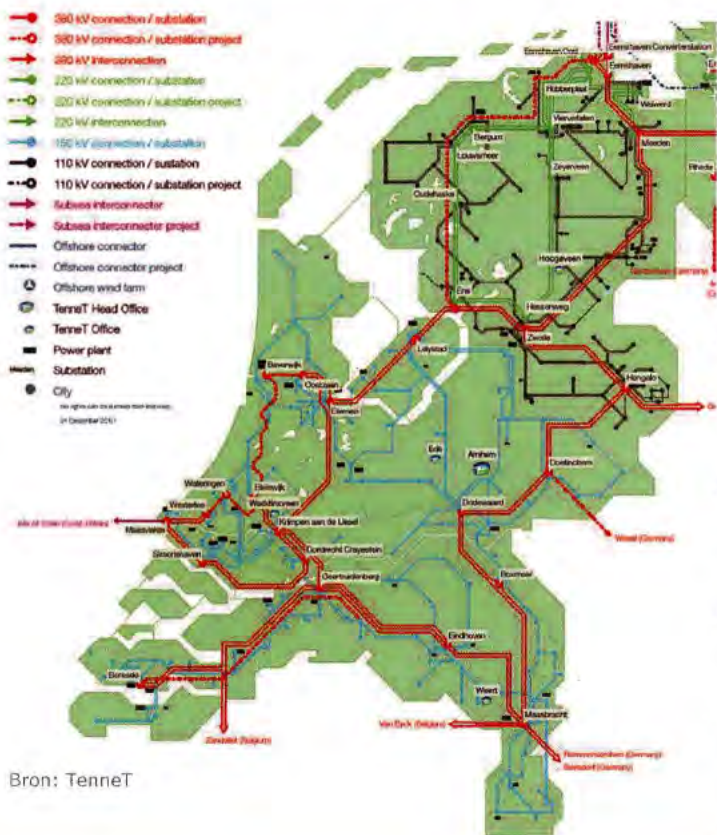 380 kV connection / substation
380 kV connection / substation project
380 kV interconnection
220 kV connection / substation
220 kV connection / substation project
220 kV interconnection
150 kV connection / substation
110 kV connection / sustation
110 kV connection / substation project
Subsea interconnector
Subsea interconnector project
Offshore connector
Offshore connector project
Offshore wind farm
TenneT Head Office
TenneT Office
Power plant
Substation
City
Eemshaven Oost
Eemshaven Converterstation
Eemshaven
Robbenplaat
Weiwerd
Vierverlaten
Meeden
Bergum
Louwsmeer
Zeyerveen
Oudehaske
Rhede
Hoogeveen
Ens
Hessenweg
Zwolle
Lelystad
Hengelo
Beverwijk
Oostzaan
Diemen
Ede
Arnhem
Doetinchem
Bleiswijk
Wateringen
Waddinxveen
Dodewaard
Westerlee
Krimpen aan de IJssel
Maasvlakte
Wesel (Germany)
Simonshaven
Dordrecht Crayestein
Geertruidenberg
Boxmeer
Eindhoven
Borssele
Weert
Maasbracht
Zandvliet (Belgium)
Van Eyck (Belgium)
Rommerskirchen (Germany)
Siersdorf (Germany)
Bron: TenneT